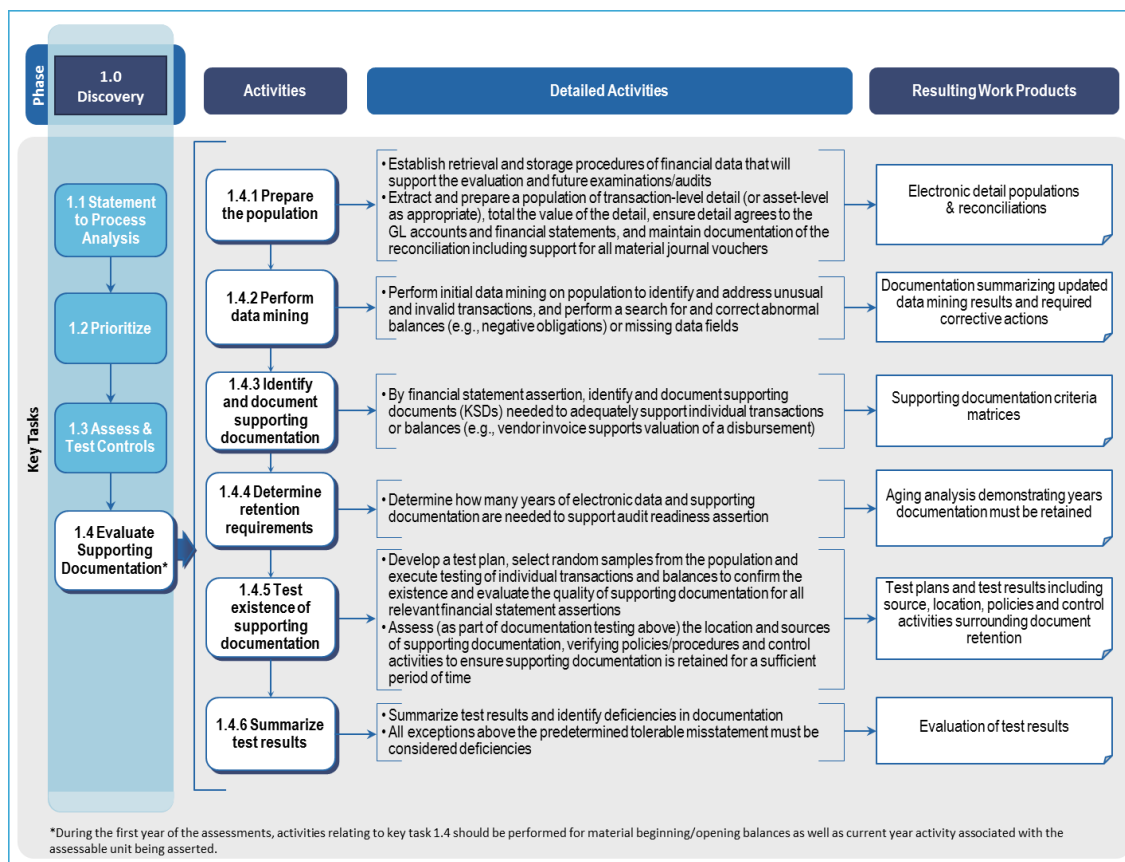 Phase
1.0
Discovery
Activities
Detailed Activities
Resulting Work Products
Key Tasks
1.1 Statement
to Process
Analysis
1.2 Prioritize
1.3 Assess &
Test Controls
1.4 Evaluate
Supporting
Documentation*
1.4.1 Prepare
the population
• Establish retrieval and storage procedures of financial data that will
support the evaluation and future examinations/audits
• Extract and prepare a population of transaction-level detail (or asset-level
as appropriate), total the value of the detail, ensure detail agrees to the
GL accounts and financial statements, and maintain documentation of the
reconciliation including support for all material journal vouchers
Electronic detail populations
& reconciliations
1.4.2 Perform
data mining
• Perform initial data mining on population to identify and address unusual
and invalid transactions, and perform a search for and correct abnormal
balances (e.g., negative obligations) or missing data fields
Documentation summarizing updated
data mining results and required
corrective actions
1.4.3 Identify
and document
supporting
documentation
• By financial statement assertion, identify and document supporting
documents (KSDs) needed to adequately support individual transactions
or balances (e.g., vendor invoice supports valuation of a disbursement)
Supporting documentation criteria
matrices
1.4.4 Determine
retention
requirements
• Determine how many years of electronic data and supporting
documentation are needed to support audit readiness assertion
Aging analysis demonstrating years
documentation must be retained
1.4.5 Test
existence of
supporting
documentation
• Develop a test plan, select random samples from the population and
execute testing of individual transactions and balances to confirm the
existence and evaluate the quality of supporting documentation for all
relevant financial statement assertions
• Assess (as part of documentation testing above) the location and sources
of supporting documentation, verifying policies/procedures and control
activities to ensure supporting documentation is retained for a sufficient
period of time
Test plans and test results including
source, location, policies and control
activities surrounding document
retention
1.4.6 Summarize
test results
• Summarize test results and identify deficiencies in documentation
• All exceptions above the predetermined tolerable misstatement must be
considered deficiencies
Evaluation of test results
*During the first year of the assessments, activities relating to key task 1.4 should be performed for material beginning/opening balances as well as current year activity associated with the
assessable unit being asserted.